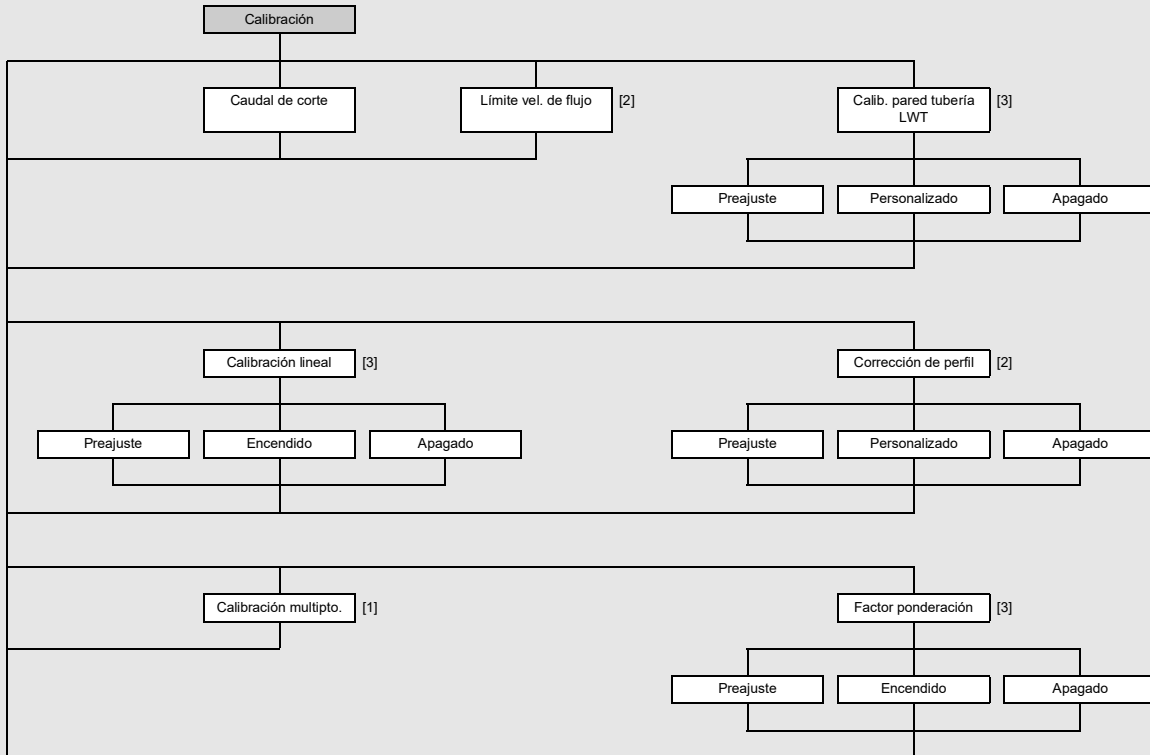 Calibración
Caudal de corte
Límite vel. de flujo
[2]
Calib. pared tubería
LWT
[3]
Preajuste
Personalizado
Apagado
Calibración lineal
[3]
Corrección de perfil
[2]
Preajuste
Encendido
Apagado
Preajuste
Personalizado
Apagado
Calibración multipto.
[1]
Factor ponderación
[3]
Preajuste
Encendido
Apagado